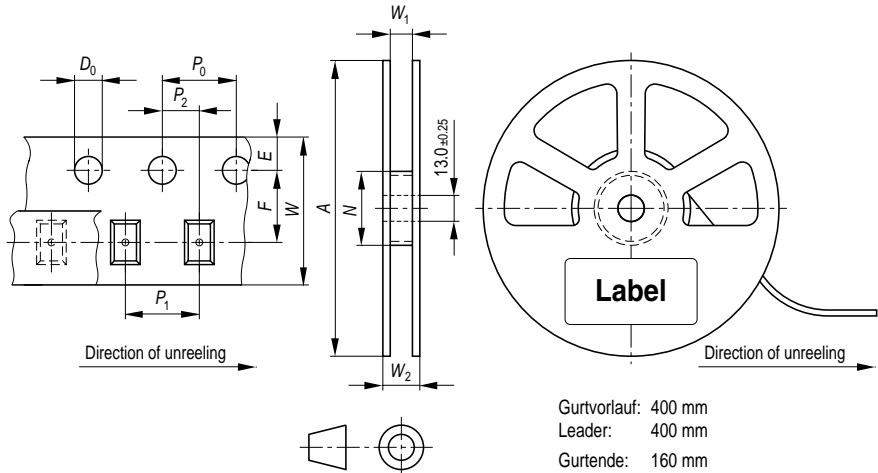 W1
D0
P0
P2
E
F
W
P1
A
N
13.0±0.25
W2
Label
Direction of unreeling
Direction of unreeling
Gurtvorlauf: 400 mm
Leader: 400 mm
Gurtende: 160 mm